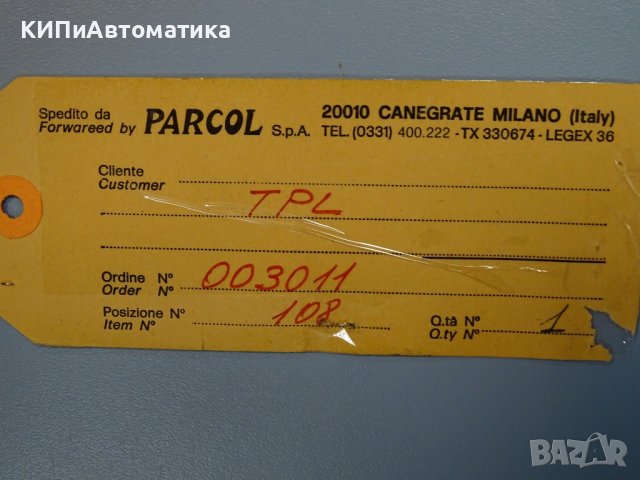 КИПиАвтоматика
Spedito da PARCOL S.p.A. 20010 CANEGRATE MILANO (Italy)
Forwareed by TEL. (0331) 400.222 - TX 330674 - LEGEX 36
Cliente
Customer TPL
Ordine N° 003011
Order N°
Posizione N° 108 Q.tà N° 1
Item N° Q.ty N°
BAZAR